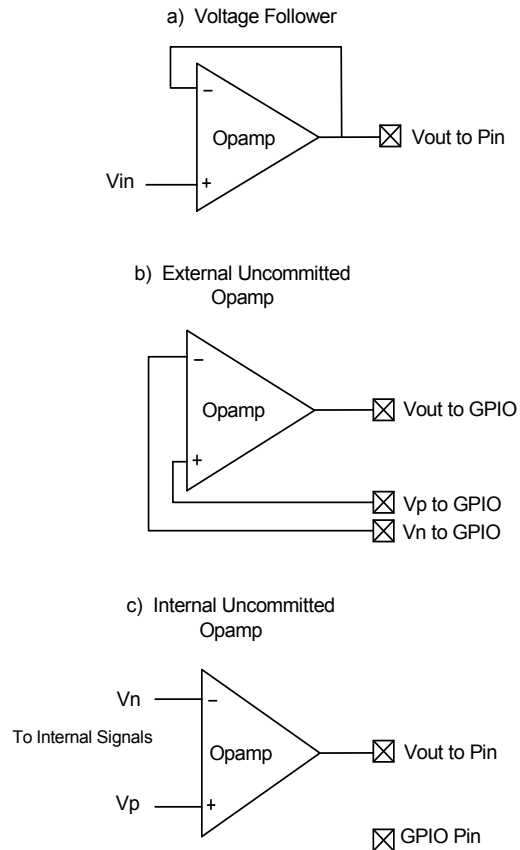 a) Voltage Follower
−
Opamp
Vout to Pin
Vin
+
b) External Uncommitted
Opamp
−
Opamp
Vout to GPIO
+
Vp to GPIO
Vn to GPIO
c) Internal Uncommitted
Opamp
Vn
−
To Internal Signals
Opamp
Vout to Pin
Vp
+
GPIO Pin